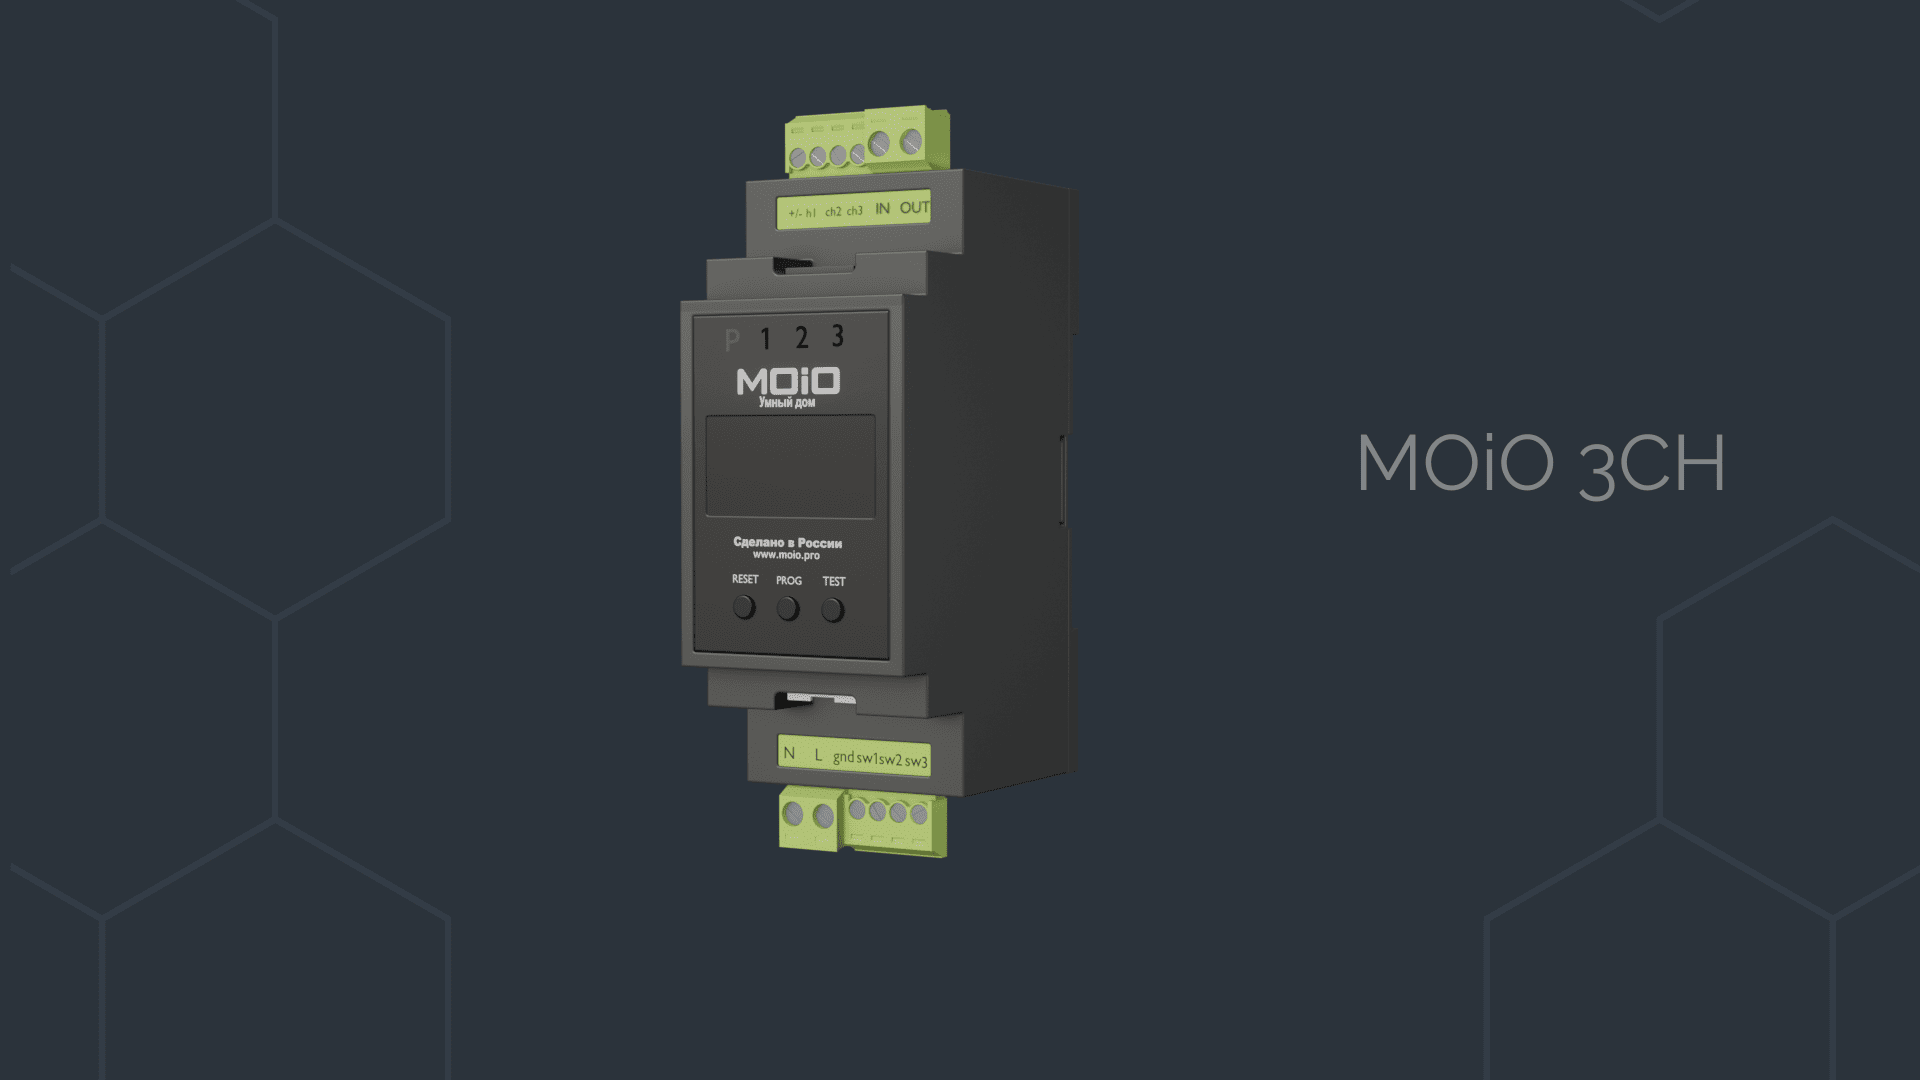 +/- h1 ch2 ch3 IN OUT
P 1 2 3
MOiO
Умный дом
MOiO 3CH
Сделано в России
www.moio.pro
RESET PROG TEST
N L gnd sw1 sw2 sw3